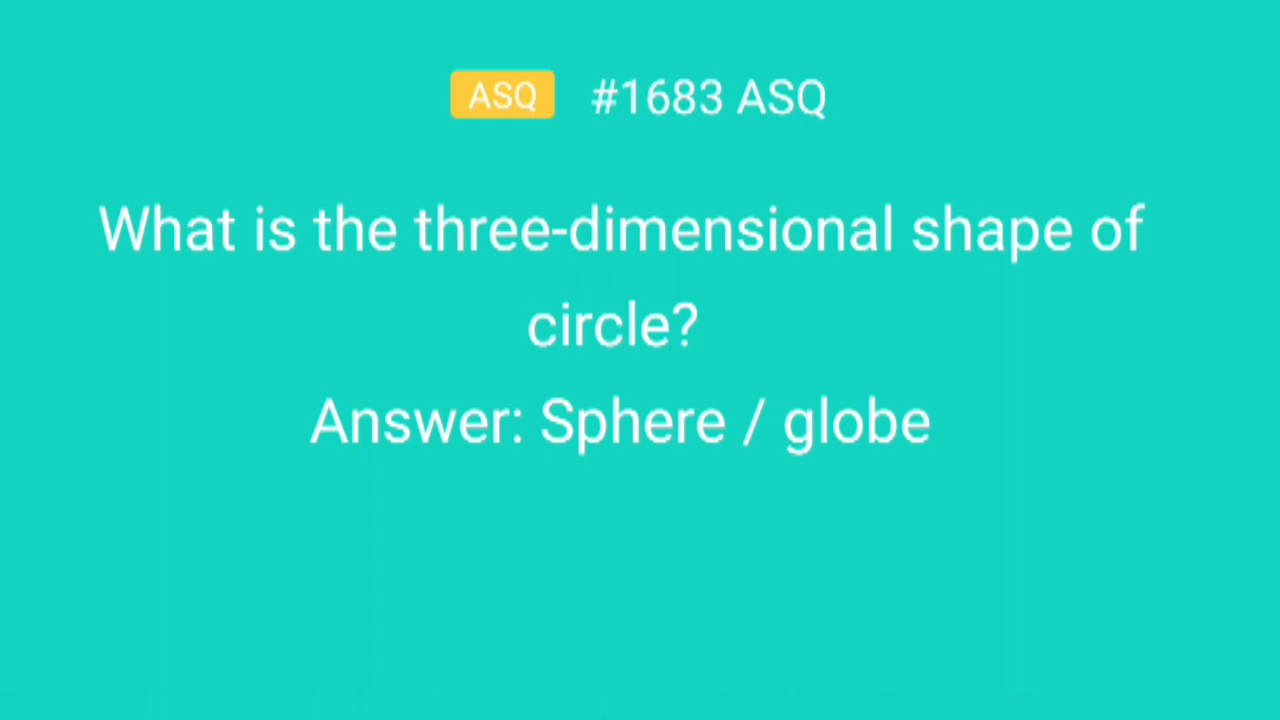 ASQ #1683 ASQ
What is the three-dimensional shape of
circle?
Answer: Sphere / globe